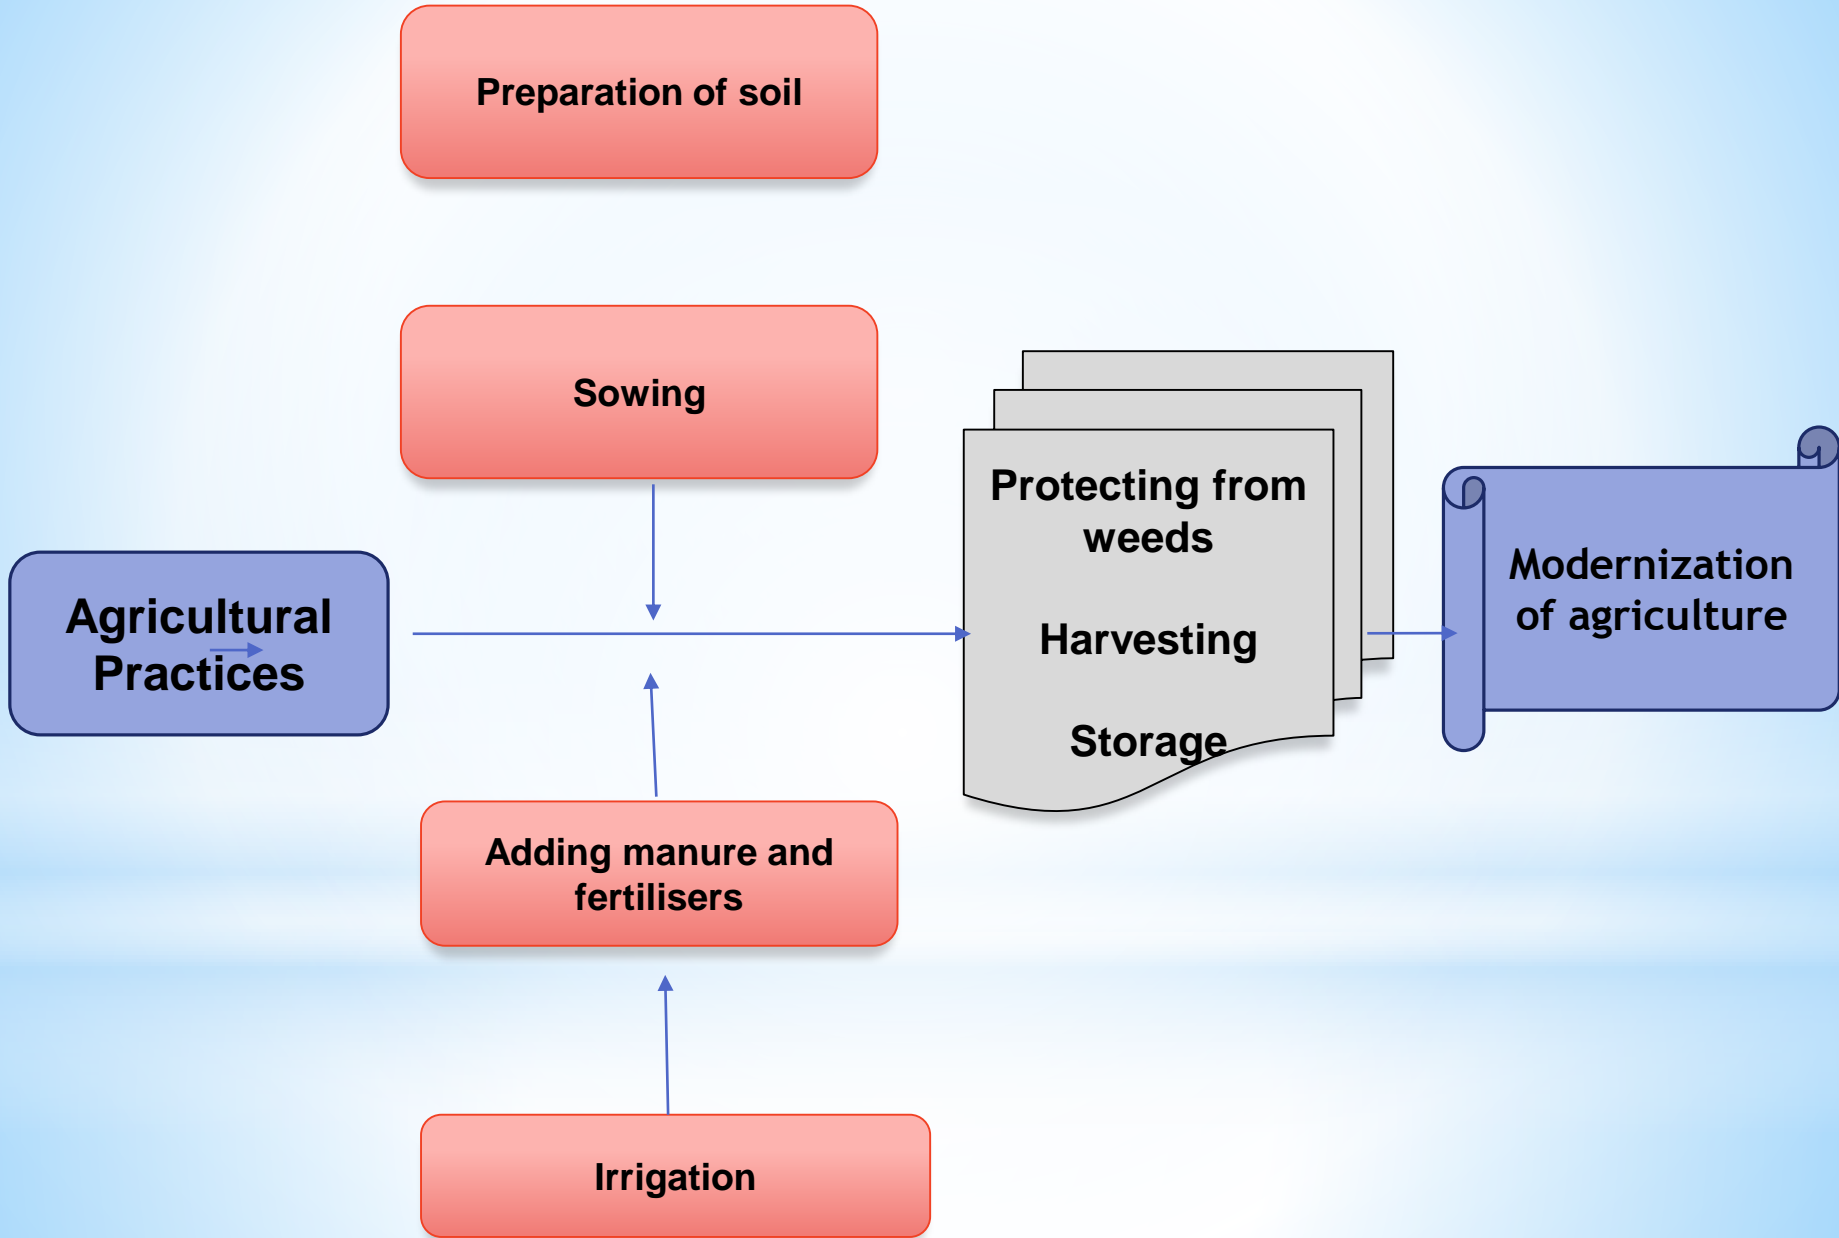 Preparation of soil
Sowing
Agricultural
Practices
Adding manure and
fertilisers
Irrigation
Protecting from
weeds
Harvesting
Storage
Modernization
of agriculture